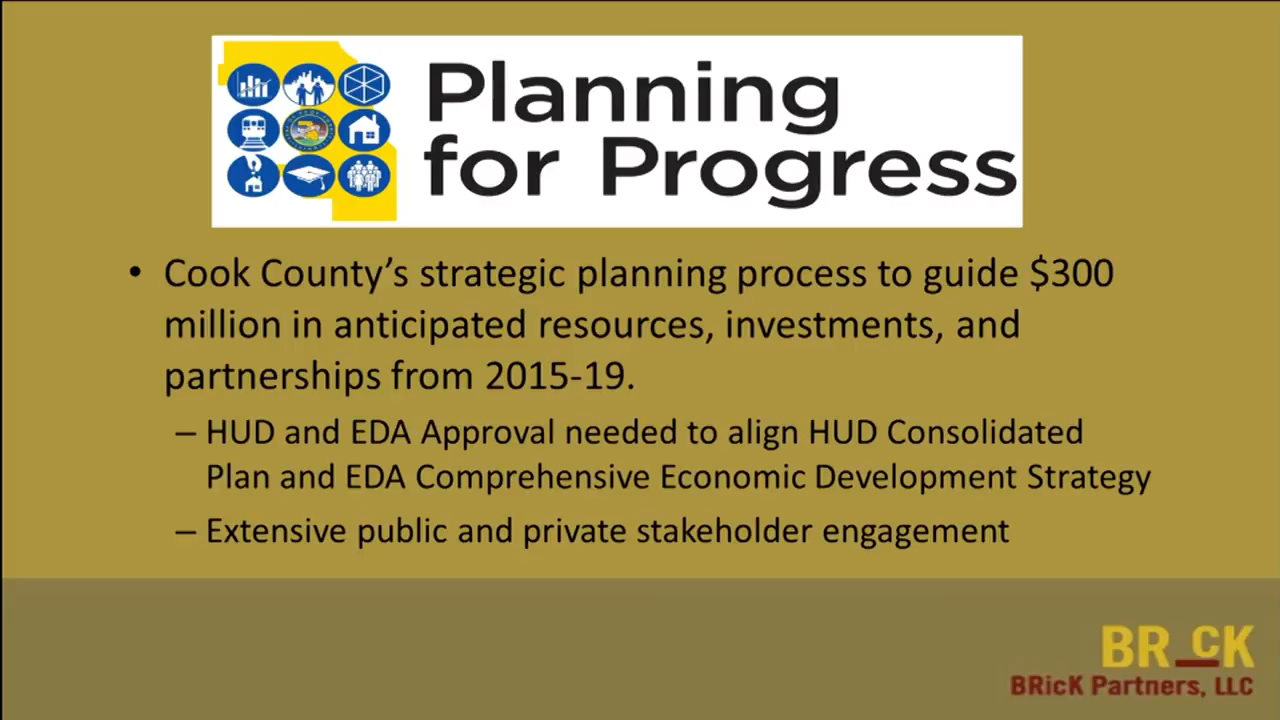 Planning
for Progress
• Cook County’s strategic planning process to guide $300
million in anticipated resources, investments, and
partnerships from 2015-19.
– HUD and EDA Approval needed to align HUD Consolidated
Plan and EDA Comprehensive Economic Development Strategy
– Extensive public and private stakeholder engagement
BR_CK
BRicK Partners, LLC